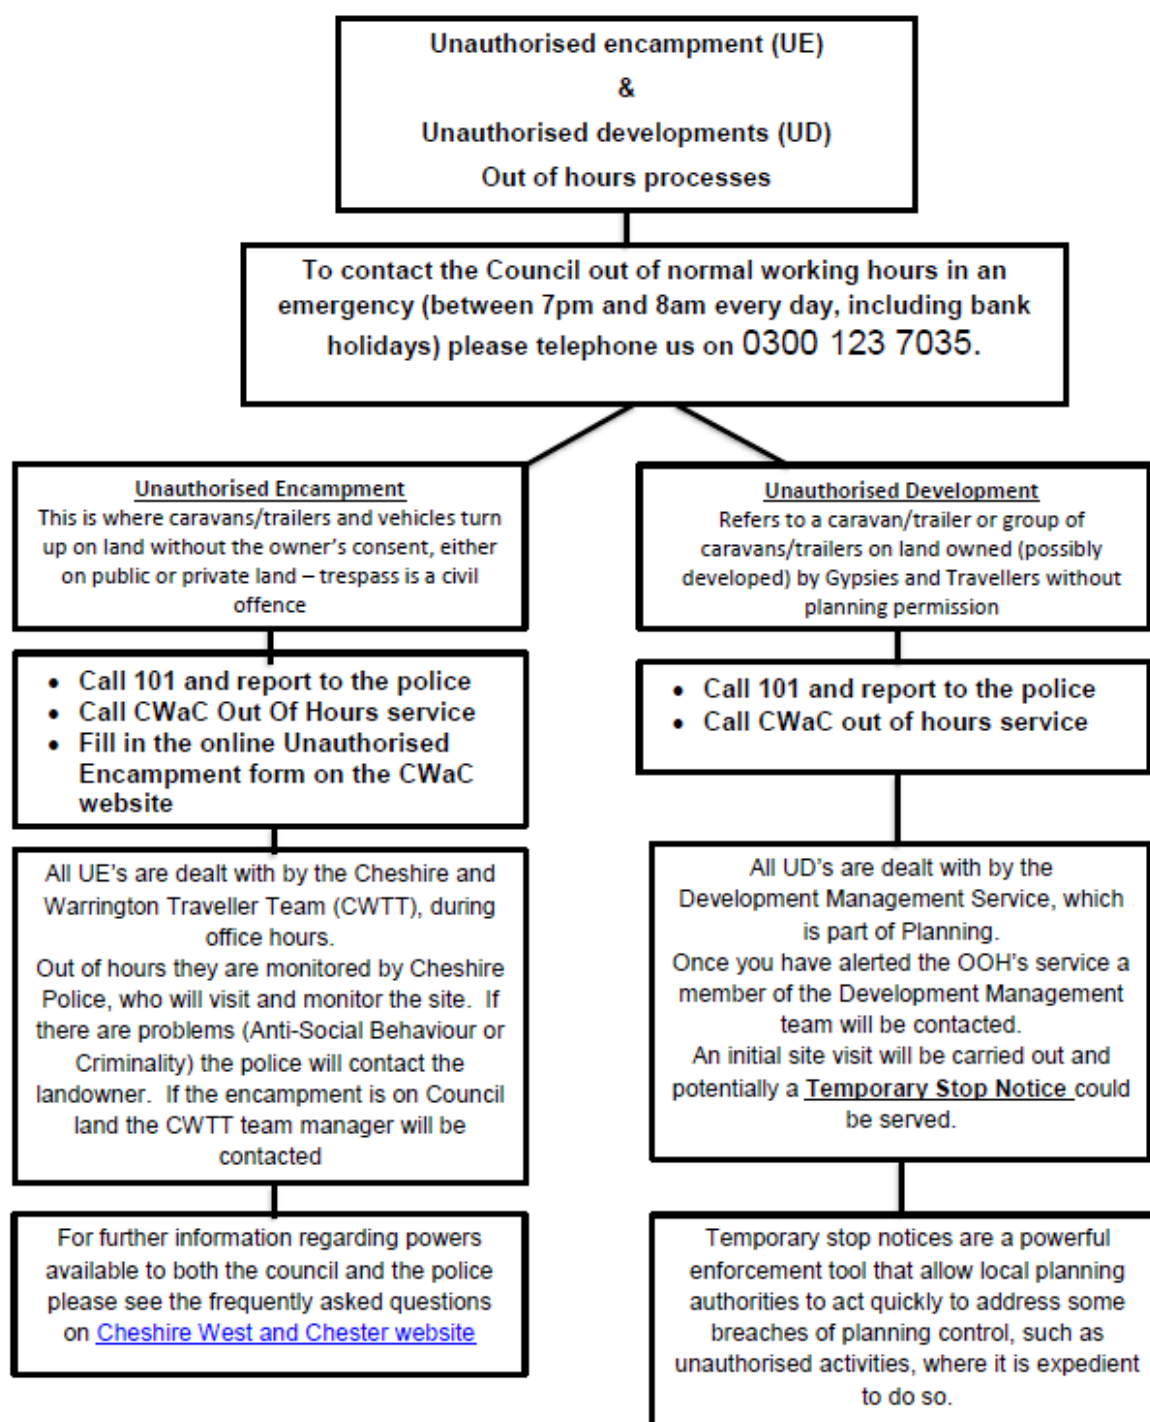 Unauthorised encampment (UE)
&
Unauthorised developments (UD)
Out of hours processes
To contact the Council out of normal working hours in an
emergency (between 7pm and 8am every day, including bank
holidays) please telephone us on 0300 123 7035.
Unauthorised Encampment
This is where caravans/trailers and vehicles turn
up on land without the owner's consent, either
on public or private land – trespass is a civil
offence
• Call 101 and report to the police
• Call CWaC Out Of Hours service
• Fill in the online Unauthorised
Encampment form on the CWaC
website
All UE's are dealt with by the Cheshire and
Warrington Traveller Team (CWTT), during
office hours.
Out of hours they are monitored by Cheshire
Police, who will visit and monitor the site.  If
there are problems (Anti-Social Behaviour or
Criminality) the police will contact the
landowner.  If the encampment is on Council
land the CWTT team manager will be
contacted
For further information regarding powers
available to both the council and the police
please see the frequently asked questions
on Cheshire West and Chester website
Unauthorised Development
Refers to a caravan/trailer or group of
caravans/trailers on land owned (possibly
developed) by Gypsies and Travellers without
planning permission
• Call 101 and report to the police
• Call CWaC out of hours service
All UD's are dealt with by the
Development Management Service, which
is part of Planning.
Once you have alerted the OOH's service a
member of the Development Management
team will be contacted.
An initial site visit will be carried out and
potentially a Temporary Stop Notice could
be served.
Temporary stop notices are a powerful
enforcement tool that allow local planning
authorities to act quickly to address some
breaches of planning control, such as
unauthorised activities, where it is expedient
to do so.